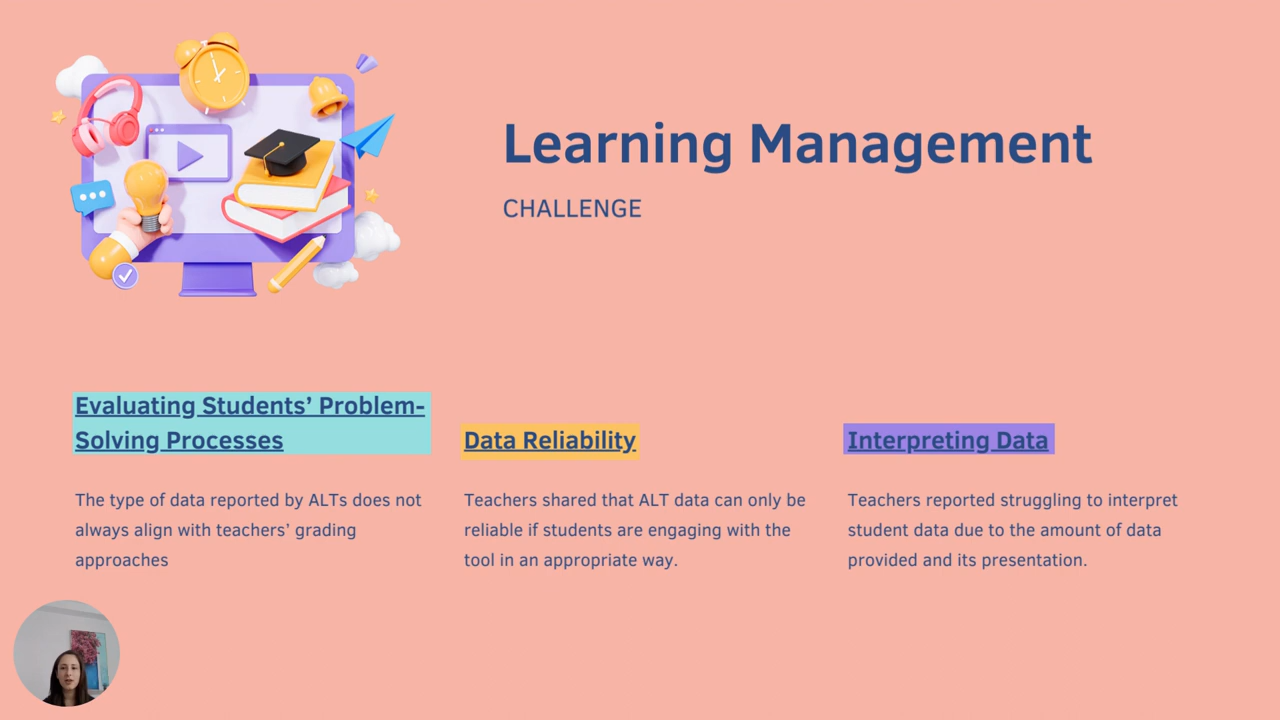 Learning Management
CHALLENGE
Evaluating Students’ Problem-
Solving Processes
The type of data reported by ALTs does not
always align with teachers’ grading
approaches
Data Reliability
Teachers shared that ALT data can only be
reliable if students are engaging with the
tool in an appropriate way.
Interpreting Data
Teachers reported struggling to interpret
student data due to the amount of data
provided and its presentation.